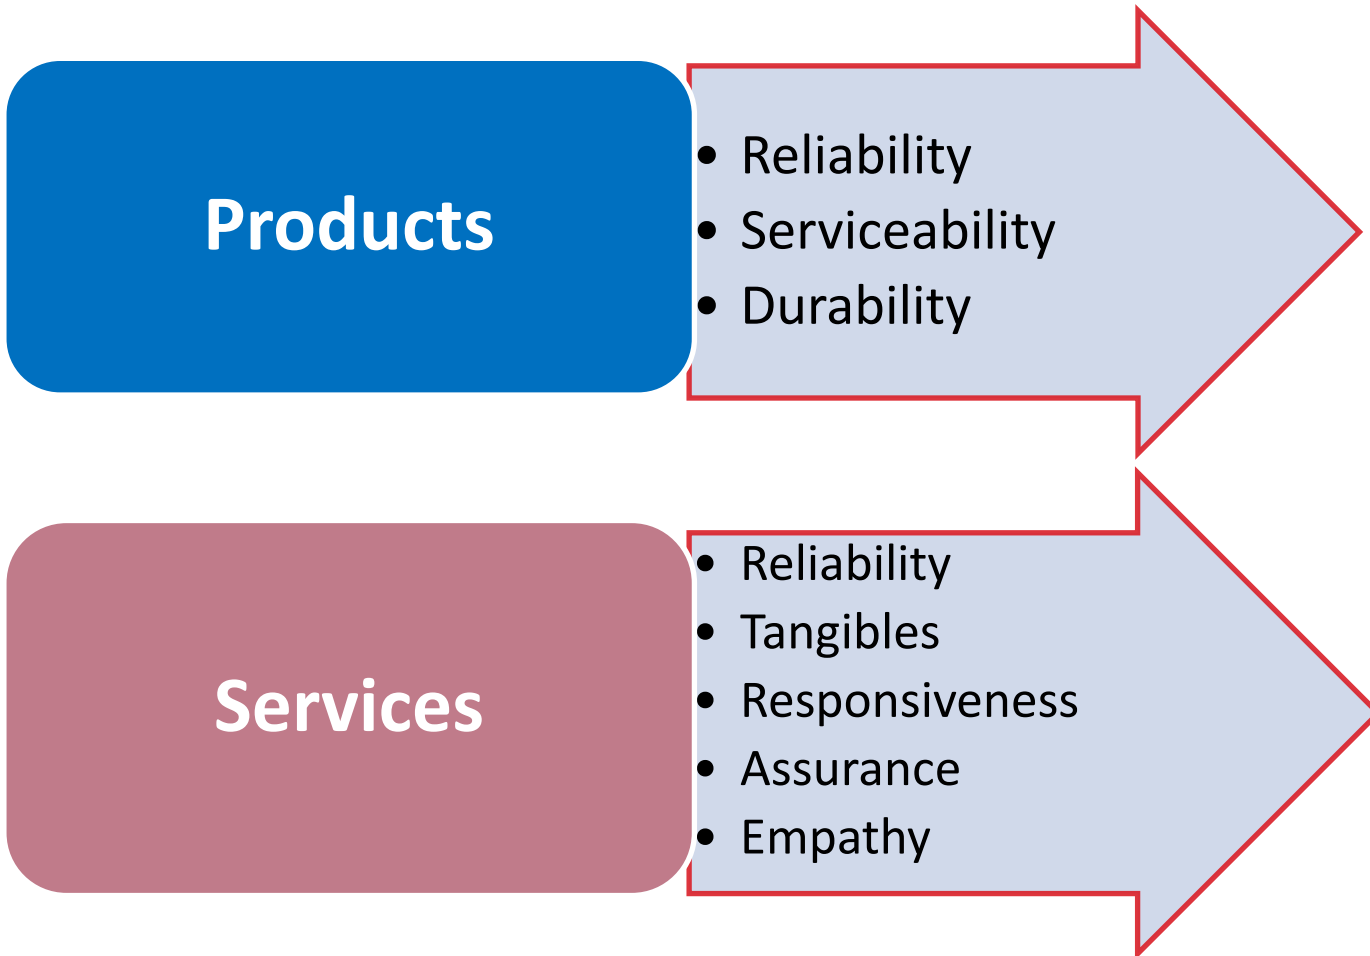 Products
• Reliability
• Serviceability
• Durability
Services
• Reliability
• Tangibles
• Responsiveness
• Assurance
• Empathy